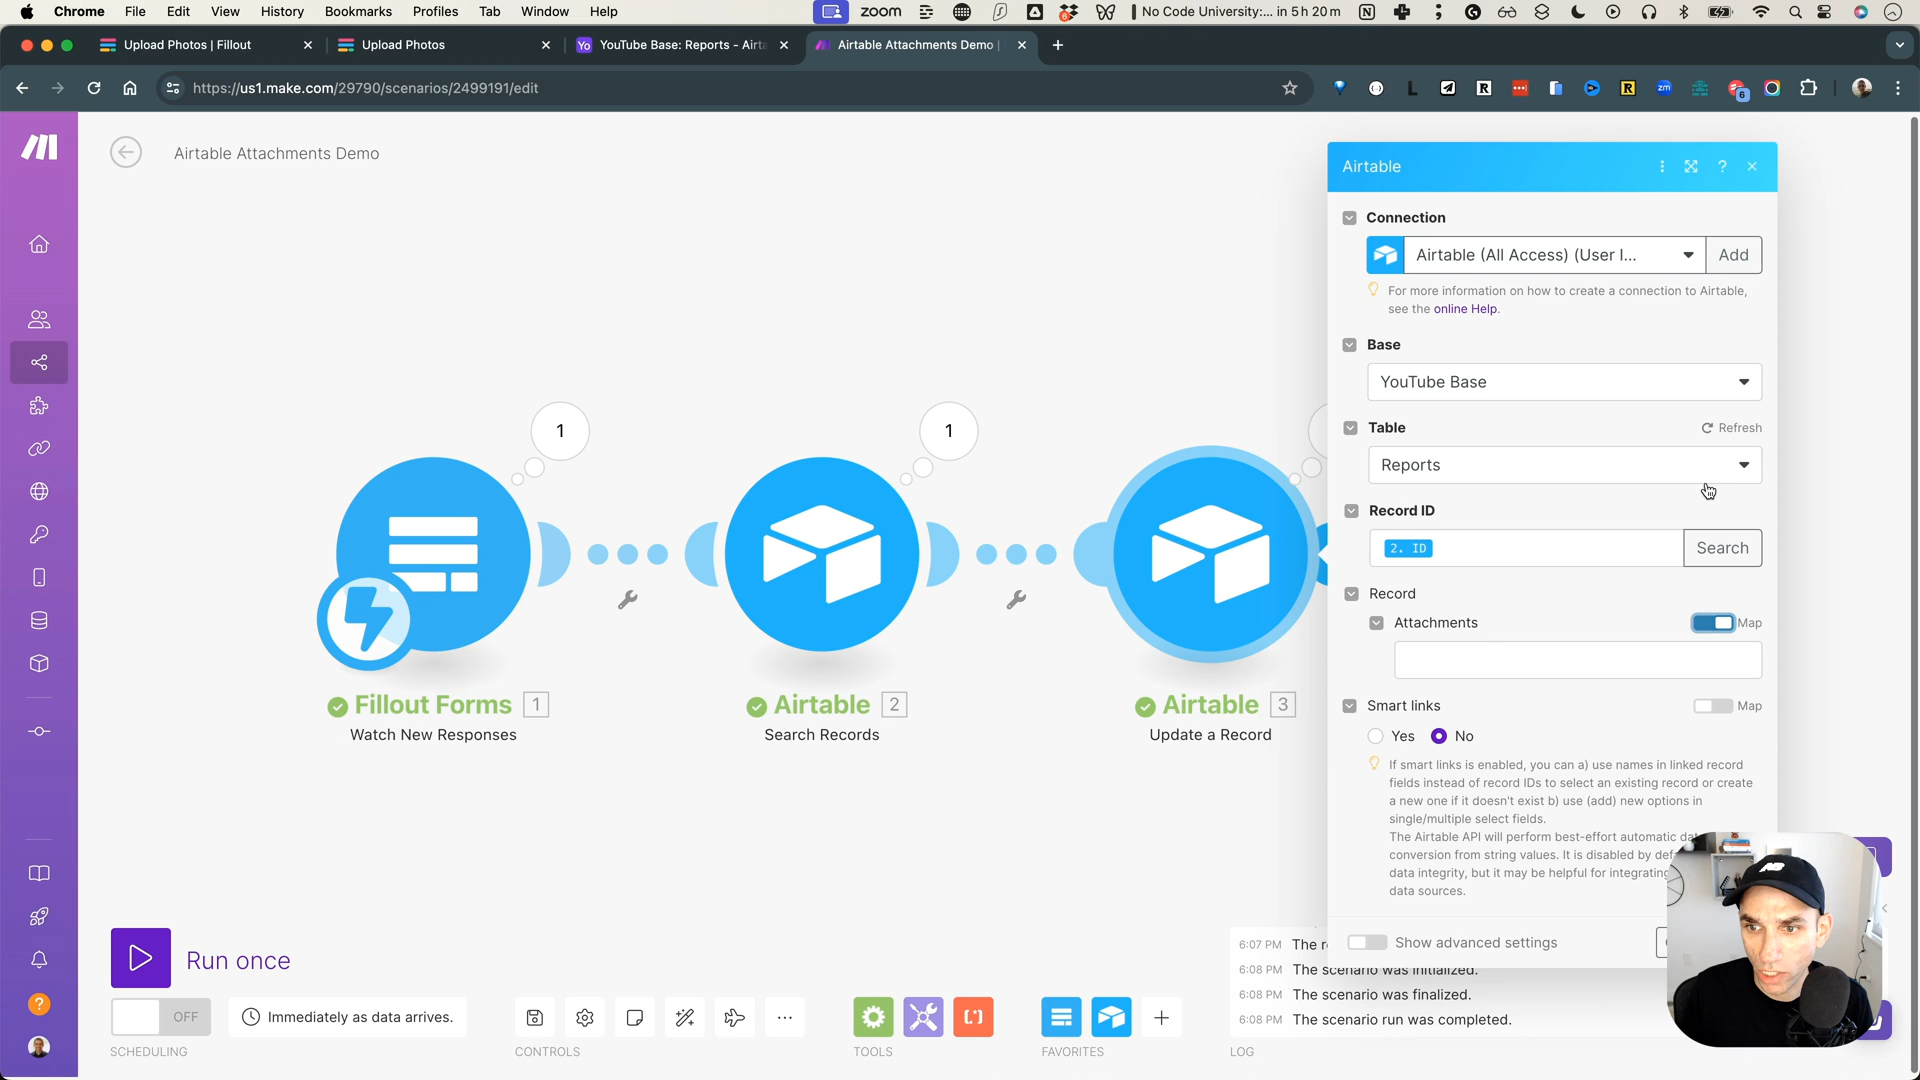 Chrome File Edit View History Bookmarks Profiles Tab Window Help
zoom
No Code University:... in 5 h 20 m
Upload Photos | Fillout
Upload Photos
YouTube Base: Reports - Airta
Airtable Attachments Demo |
https://us1.make.com/29790/scenarios/2499191/edit
6
Airtable Attachments Demo
Airtable
Connection
Airtable (All Access) (User I...
Add
For more information on how to create a connection to Airtable,
see the online Help.
Base
YouTube Base
Table
Refresh
Reports
Record ID
2. ID
Search
Record
Attachments
Map
Smart links
Map
Yes
No
If smart links is enabled, you can a) use names in linked record
fields instead of record IDs to select an existing record or create
a new one if it doesn't exist b) use (add) new options in
single/multiple select fields.
The Airtable API will perform best-effort automatic
conversion from string values. It is disabled by
data integrity, but it may be helpful for integrating
data sources.
Show advanced settings
1
1
Fillout Forms 1
Watch New Responses
Airtable 2
Search Records
Airtable 3
Update a Record
Run once
OFF
Immediately as data arrives.
SCHEDULING
CONTROLS
TOOLS
FAVORITES
LOG
6:07 PM The
6:08 PM The scenario was initialized.
6:08 PM The scenario was finalized.
6:08 PM The scenario run was completed.